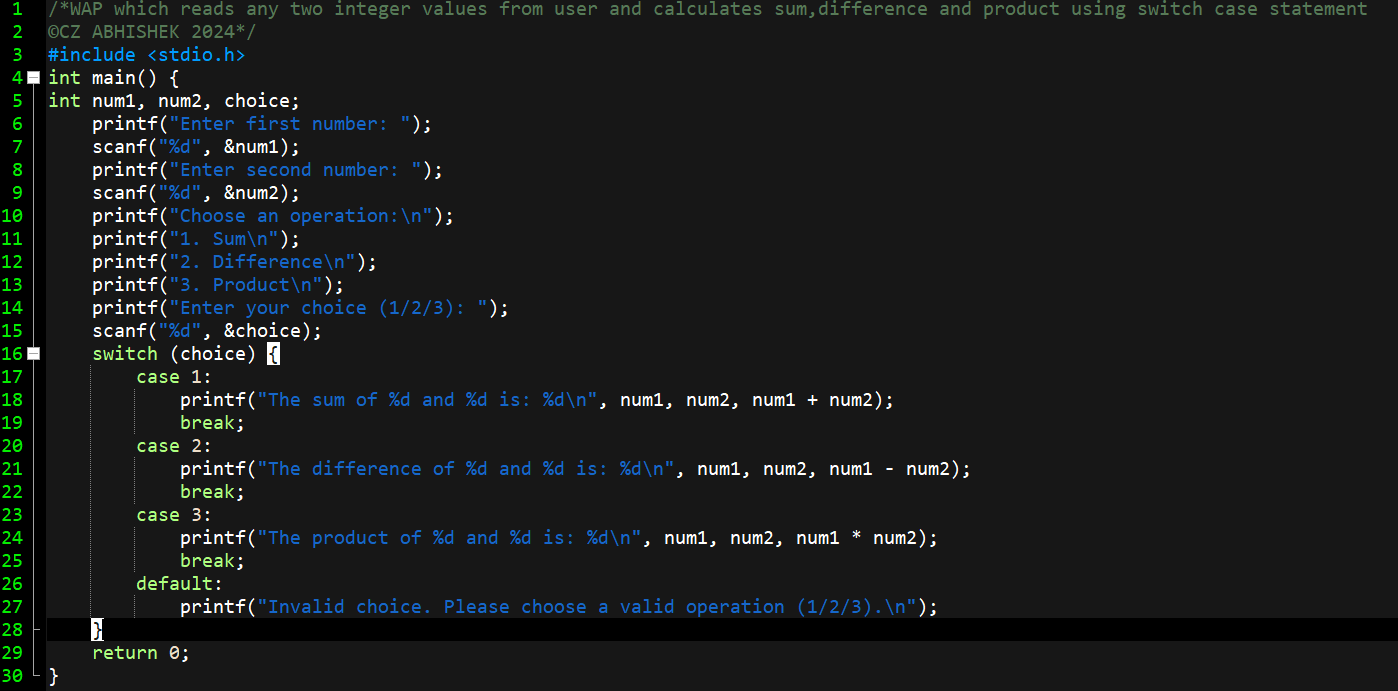 1 /*WAP which reads any two integer values from user and calculates sum,difference and product using switch case statement
2 ©CZ ABHISHEK 2024*/
3 #include <stdio.h>
4 int main() {
5 int num1, num2, choice;
6     printf("Enter first number: ");
7     scanf("%d", &num1);
8     printf("Enter second number: ");
9     scanf("%d", &num2);
10     printf("Choose an operation:\n");
11     printf("1. Sum\n");
12     printf("2. Difference\n");
13     printf("3. Product\n");
14     printf("Enter your choice (1/2/3): ");
15     scanf("%d", &choice);
16     switch (choice) {
17         case 1:
18             printf("The sum of %d and %d is: %d\n", num1, num2, num1 + num2);
19             break;
20         case 2:
21             printf("The difference of %d and %d is: %d\n", num1, num2, num1 - num2);
22             break;
23         case 3:
24             printf("The product of %d and %d is: %d\n", num1, num2, num1 * num2);
25             break;
26         default:
27             printf("Invalid choice. Please choose a valid operation (1/2/3).\n");
28     }
29     return 0;
30 }